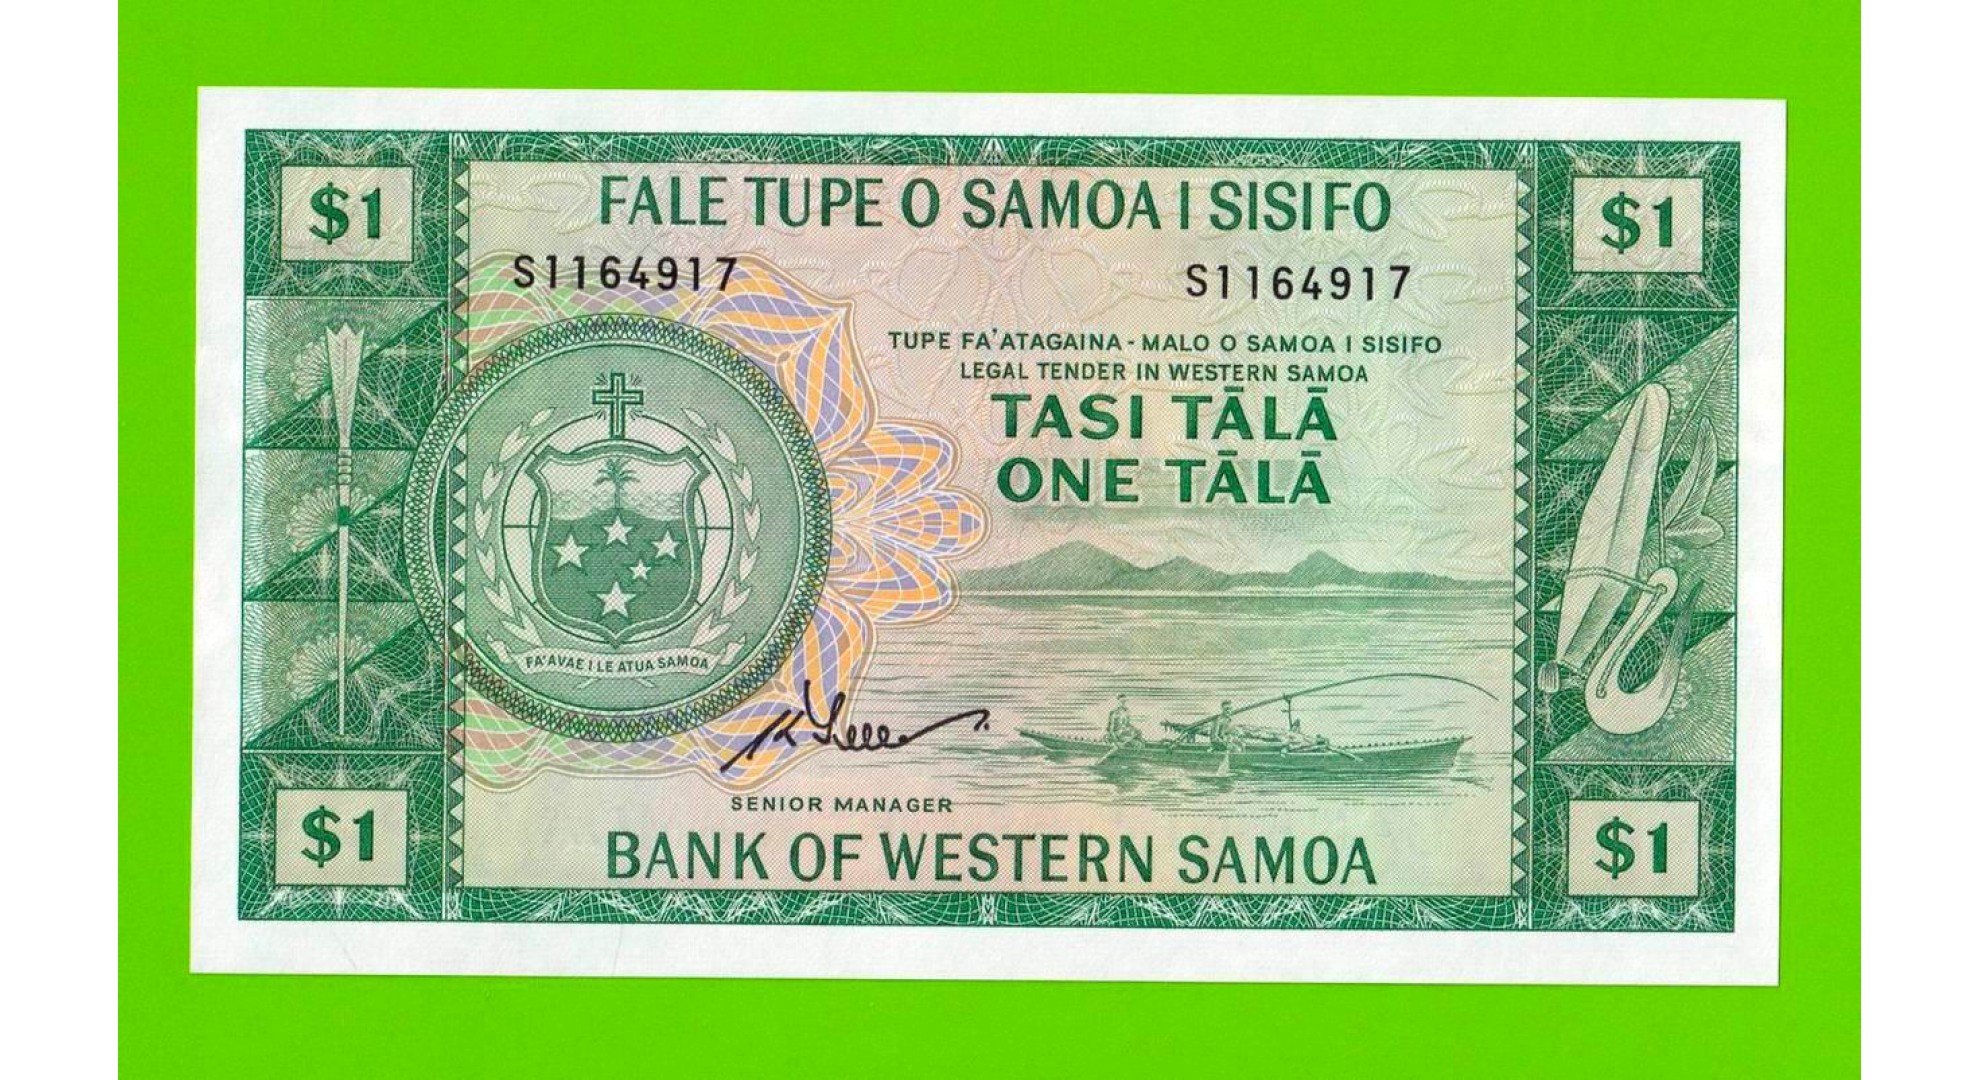 $1
FALE TUPE O SAMOA I SISIFO
$1
S1164917
S1164917
TUPE FA'ATAGAINA - MALO O SAMOA I SISIFO
LEGAL TENDER IN WESTERN SAMOA
TASI TĀLĀ
ONE TĀLĀ
FA'AVAE I LE ATUA SAMOA
SENIOR MANAGER
$1
BANK OF WESTERN SAMOA
$1